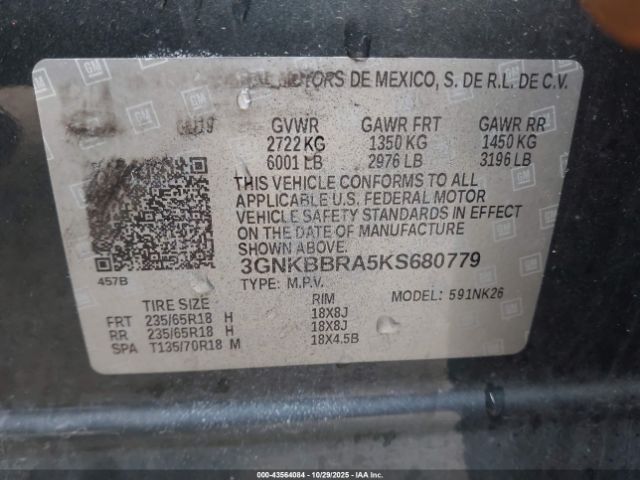 MOTORS DE MEXICO, S. DE R.L. DE C.V.
GVWR GAWR FRT GAWR RR
2722 KG 1350 KG 1450 KG
6001 LB 2976 LB 3196 LB
THIS VEHICLE CONFORMS TO ALL
APPLICABLE U.S. FEDERAL MOTOR
VEHICLE SAFETY STANDARDS IN EFFECT
ON THE DATE OF MANUFACTURE
SHOWN ABOVE.
3GNKBBRA5KS680779
457B
TYPE: M.P.V.
MODEL: 591NK26
TIRE SIZE RIM
FRT 235/65R18 H 18X8J
RR 235/65R18 H 18X8J
SPA T135/70R18 M 18X4.5B
GM
000-43564084 | 10/29/2025 | IAA Inc.